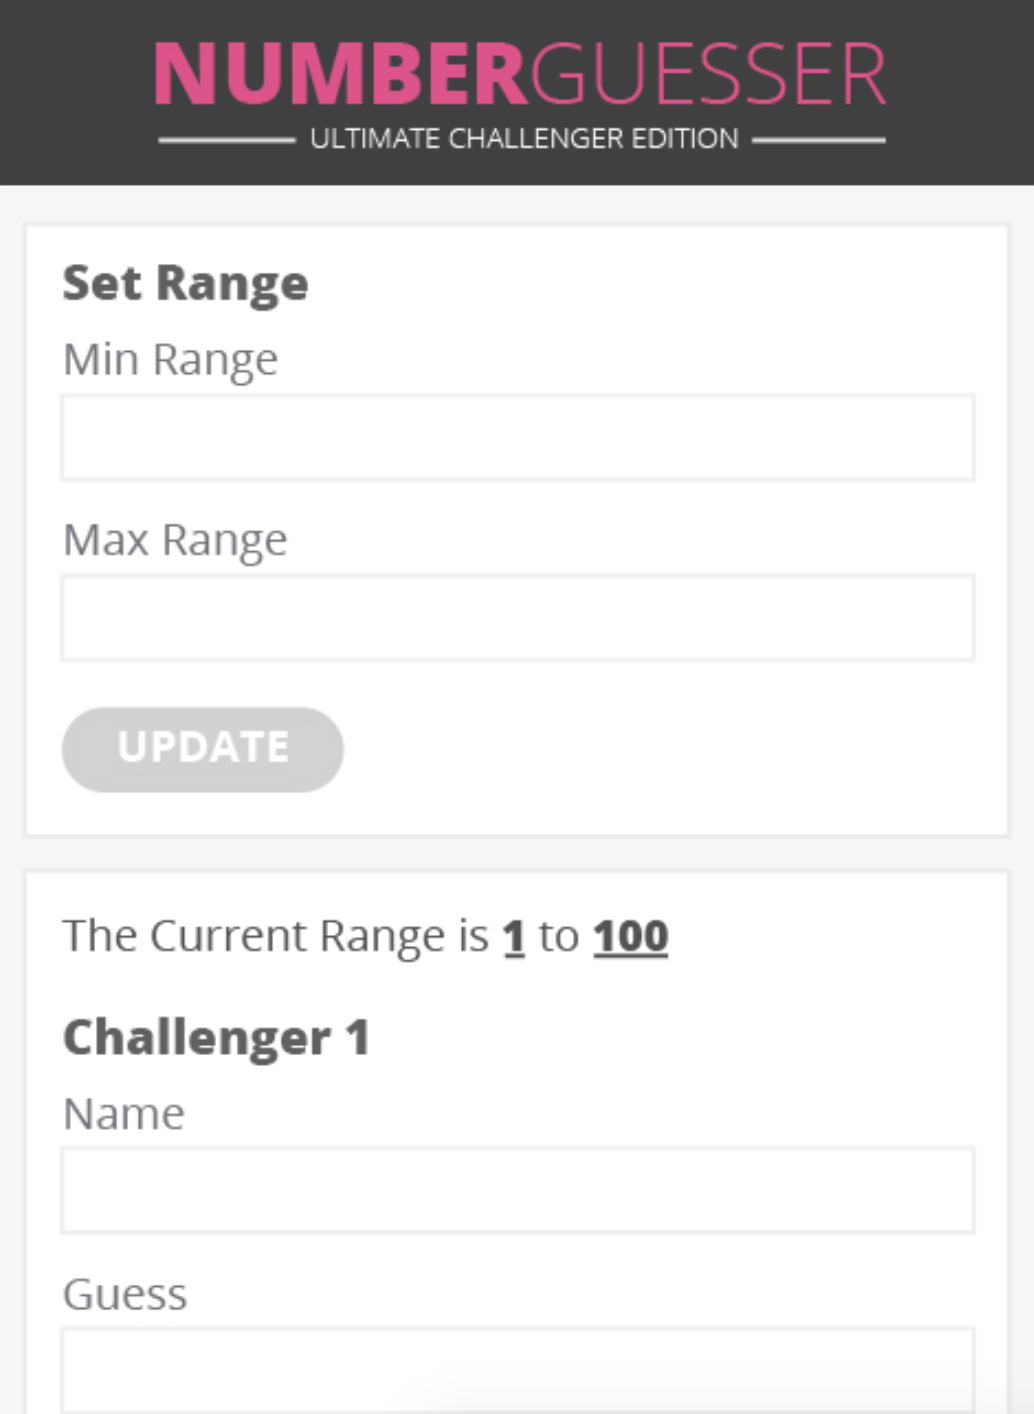 NUMBERGUESSER
ULTIMATE CHALLENGER EDITION
Set Range
Min Range
Max Range
UPDATE
The Current Range is 1 to 100
Challenger 1
Name
Guess